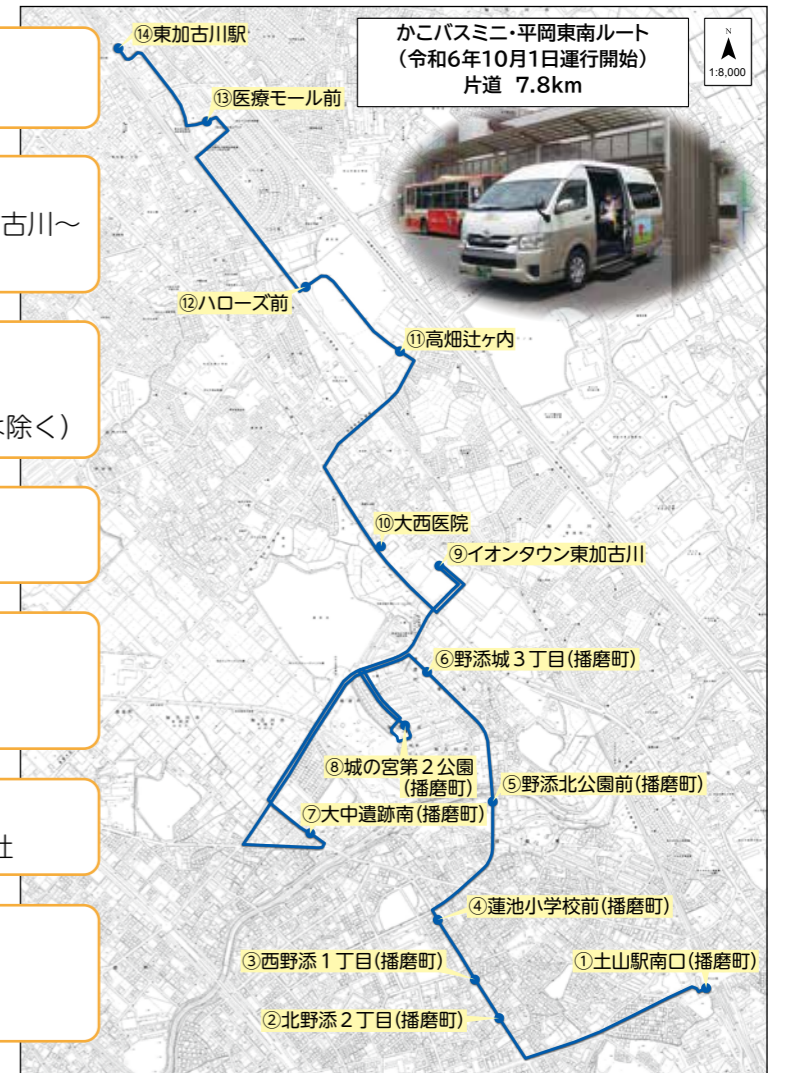 かこバスミニ・平岡東南ルート
（令和6年10月1日運行開始）
片道 7.8km
N
1:8,000
⑭東加古川駅
⑬医療モール前
古川～
⑫ハローズ前
⑪高畑辻ヶ内
除く）
⑩大西医院
⑨イオンタウン東加古川
⑥野添城３丁目(播磨町)
⑧城の宮第２公園
(播磨町)
⑤野添北公園前(播磨町)
⑦大中遺跡南(播磨町)
社
④蓮池小学校前(播磨町)
③西野添１丁目(播磨町)
①土山駅南口(播磨町)
②北野添２丁目(播磨町)